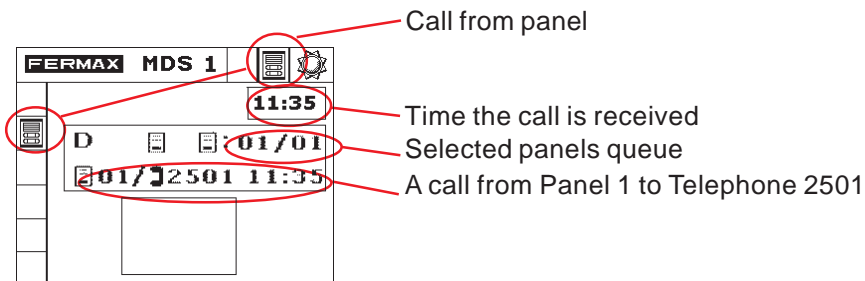 Call from panel
FERMAX MDS 1
11:35
Time the call is received
D : 01/01
Selected panels queue
01/ 2501 11:35
A call from Panel 1 to Telephone 2501